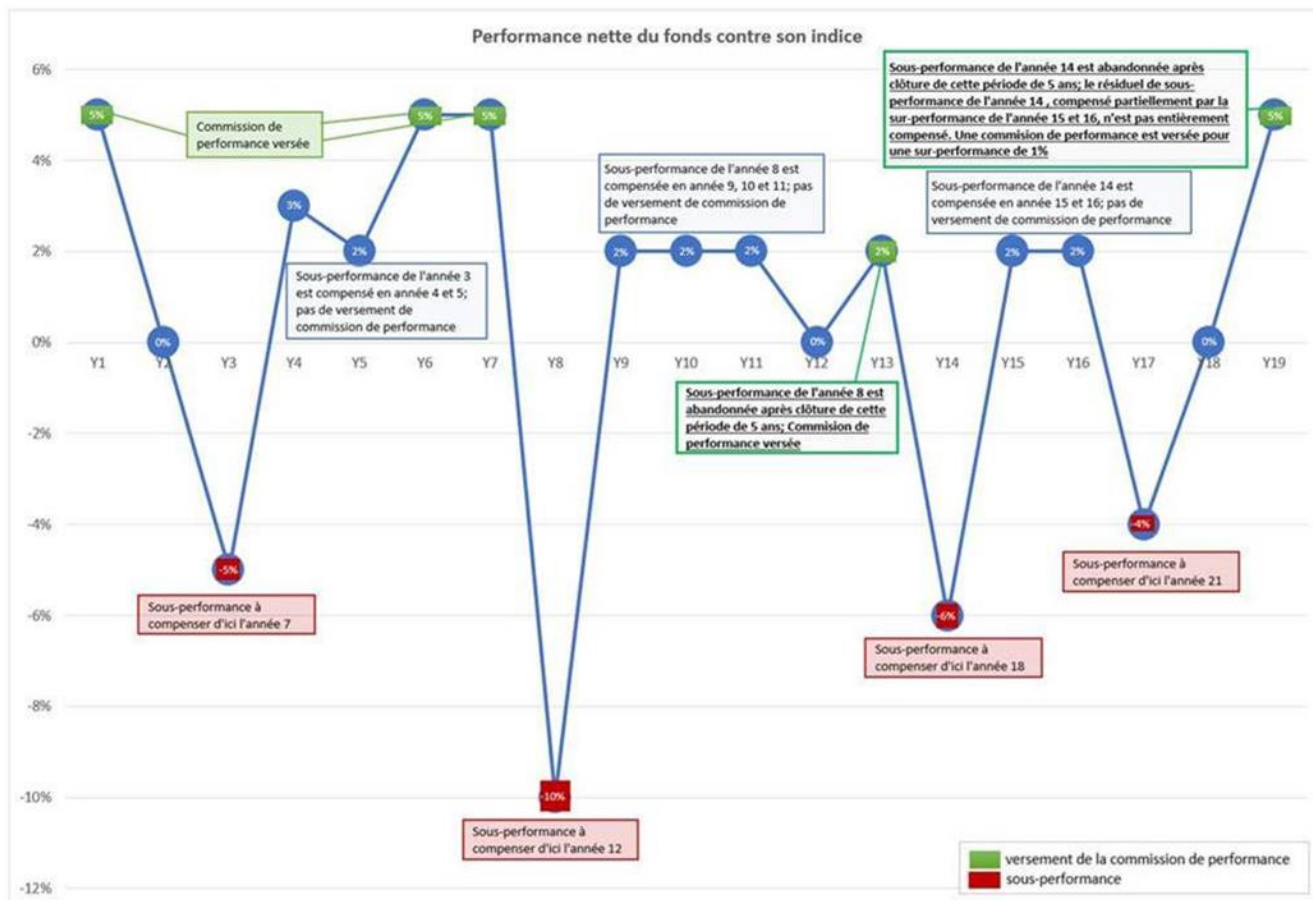 Performance nette du fonds contre son indice
6%
4%
2%
0%
-2%
-4%
-6%
-8%
-10%
-12%
Y1
Y2
Y3
Y4
Y5
Y6
Y7
Y8
Y9
Y10
Y11
Y12
Y13
Y14
Y15
Y16
Y17
Y18
Y19
5%
0%
-5%
3%
2%
5%
5%
-10%
2%
2%
2%
0%
2%
-6%
2%
2%
-4%
0%
5%
Commission de
performance versée
Sous-performance de l'année 3
est compensé en année 4 et 5;
pas de versement de
commission de performance
Sous-performance à
compenser d'ici l'année 7
Sous-performance de l'année 8 est
compensée en année 9, 10 et 11; pas
de versement de commission de
performance
Sous-performance à
compenser d'ici l'année 12
Sous-performance de l'année 8 est
abandonnée après clôture de cette
période de 5 ans; Commision de
performance versée
Sous-performance de l'année 14 est abandonnée après
clôture de cette période de 5 ans; le résiduel de sous-
performance de l'année 14 , compensé partiellement par la
sur-performance de l'année 15 et 16, n'est pas entièrement
compensé. Une commision de performance est versée pour
une sur-performance de 1%
Sous-performance de l'année 14 est
compensée en année 15 et 16; pas de
versement de commission de performance
Sous-performance à
compenser d'ici l'année 18
Sous-performance à
compenser d'ici l'année 21
versement de la commission de performance
sous-performance